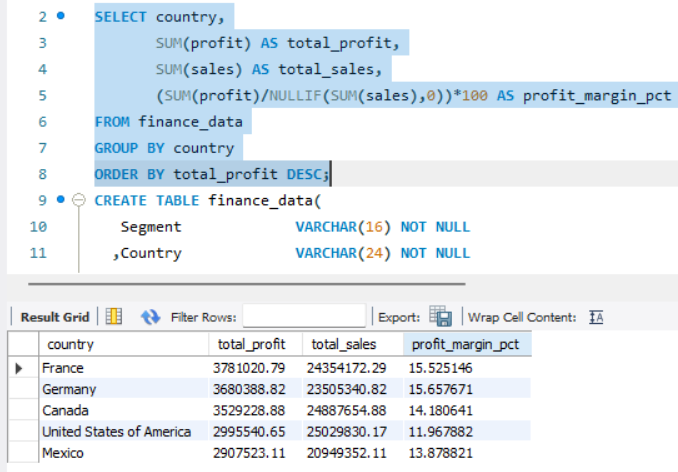 2 SELECT country,
3 SUM(profit) AS total_profit,
4 SUM(sales) AS total_sales,
5 (SUM(profit)/NULLIF(SUM(sales),0))*100 AS profit_margin_pct
6 FROM finance_data
7 GROUP BY country
8 ORDER BY total_profit DESC;
9 CREATE TABLE finance_data(
10 Segment VARCHAR(16) NOT NULL
11 ,Country VARCHAR(24) NOT NULL
Result Grid Filter Rows: Export: Wrap Cell Content: IA
country total_profit total_sales profit_margin_pct
France 3781020.79 24354172.29 15.525146
Germany 3680388.82 23505340.82 15.657671
Canada 3529228.88 24887654.88 14.180641
United States of America 2995540.65 25029830.17 11.967882
Mexico 2907523.11 20949352.11 13.878821